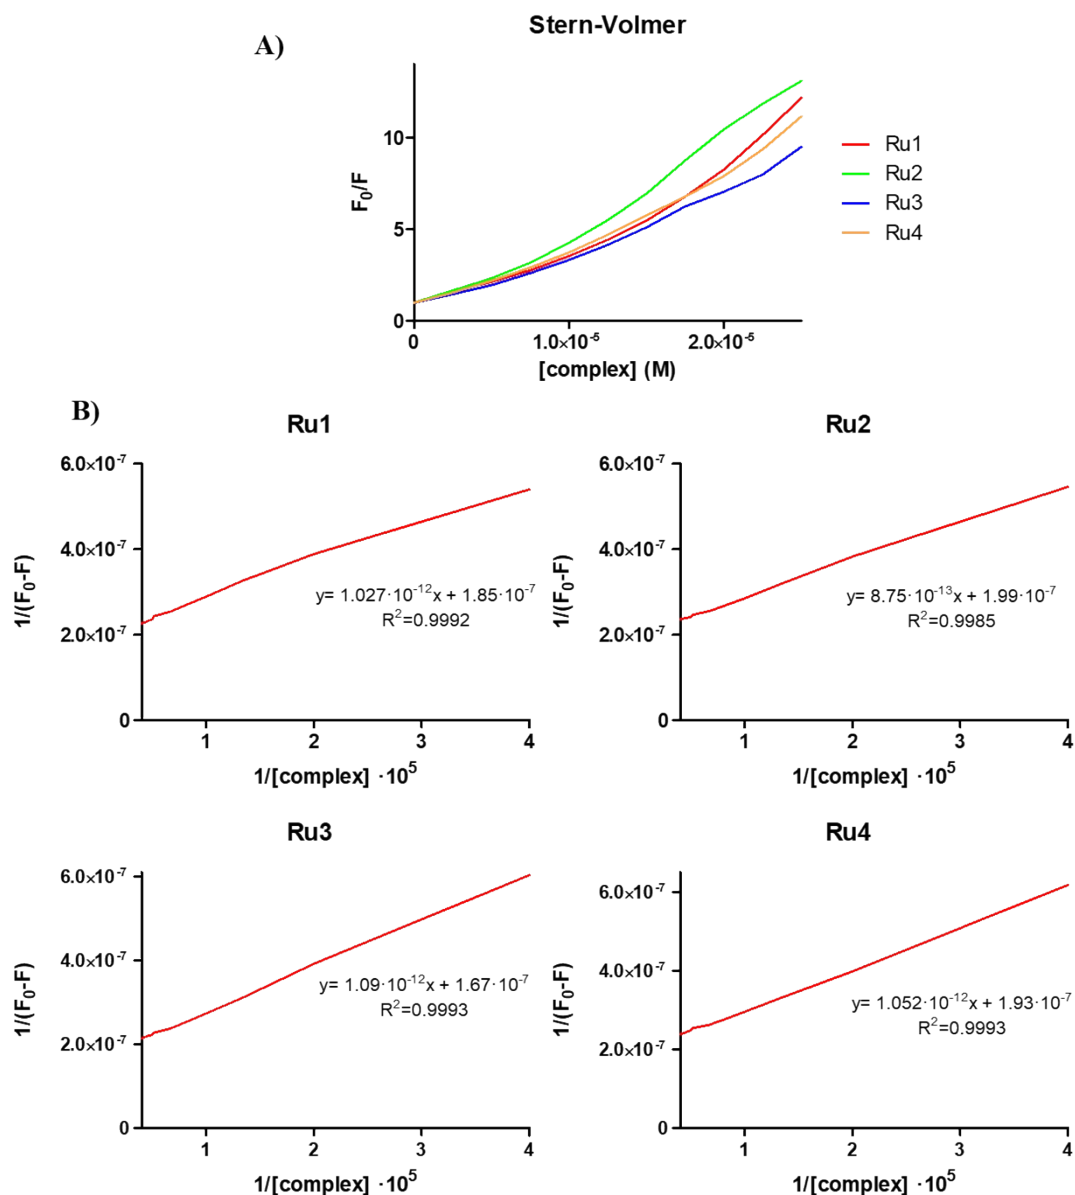 Stern-Volmer
A)
F₀/F
10
5
0
0
1.0×10⁻⁵
2.0×10⁻⁵
[complex] (M)
Ru1
Ru2
Ru3
Ru4
B)
Ru1
1/(F₀-F)
6.0×10⁻⁷
4.0×10⁻⁷
2.0×10⁻⁷
0
y= 1.027·10⁻¹²x + 1.85·10⁻⁷
R²=0.9992
1
2
3
4
1/[complex] ·10⁵
Ru2
1/(F₀-F)
6.0×10⁻⁷
4.0×10⁻⁷
2.0×10⁻⁷
0
y= 8.75·10⁻¹³x + 1.99·10⁻⁷
R²=0.9985
1
2
3
4
1/[complex] ·10⁵
Ru3
1/(F₀-F)
6.0×10⁻⁷
4.0×10⁻⁷
2.0×10⁻⁷
0
y= 1.09·10⁻¹²x + 1.67·10⁻⁷
R²=0.9993
1
2
3
4
1/[complex] ·10⁵
Ru4
1/(F₀-F)
6.0×10⁻⁷
4.0×10⁻⁷
2.0×10⁻⁷
0
y= 1.052·10⁻¹²x + 1.93·10⁻⁷
R²=0.9993
1
2
3
4
1/[complex] ·10⁵